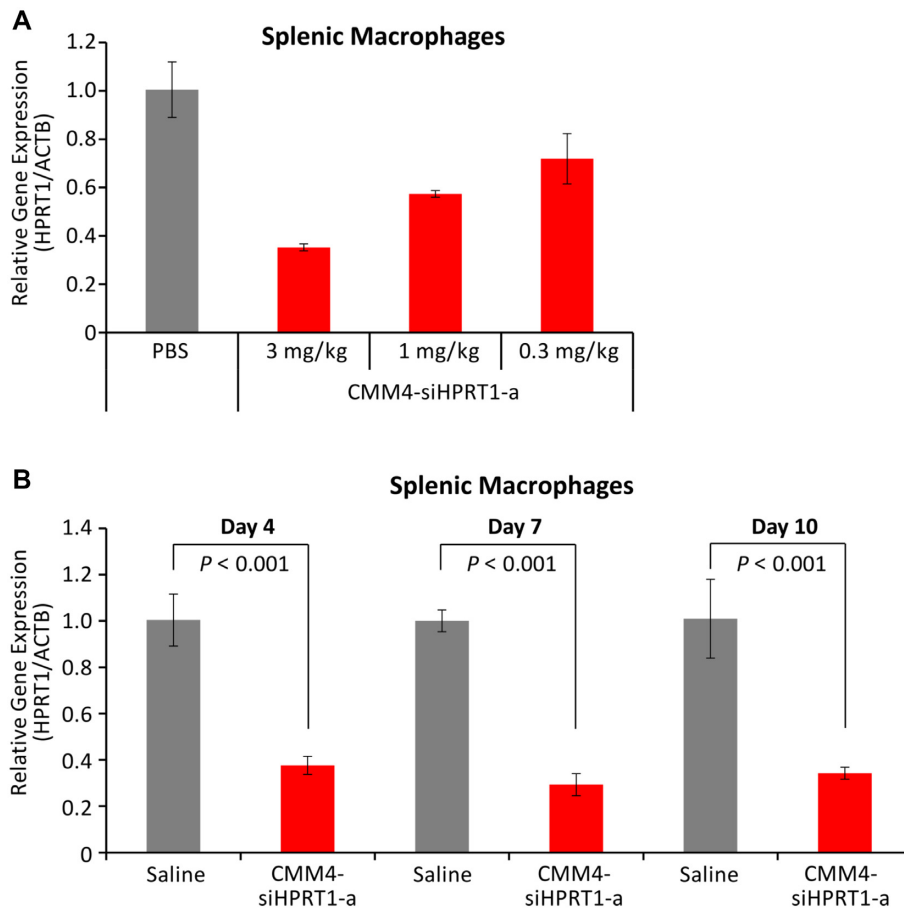 A
Splenic Macrophages
Relative Gene Expression
(HPRT1/ACTB)
1.2
1.0
0.8
0.6
0.4
0.2
0
PBS 3 mg/kg 1 mg/kg 0.3 mg/kg
CMM4-siHPRT1-a
B
Splenic Macrophages
Relative Gene Expression
(HPRT1/ACTB)
1.4
1.2
1.0
0.8
0.6
0.4
0.2
0
Day 4 Day 7 Day 10
P < 0.001 P < 0.001 P < 0.001
Saline CMM4- Saline CMM4- Saline CMM4-
siHPRT1-a siHPRT1-a siHPRT1-a